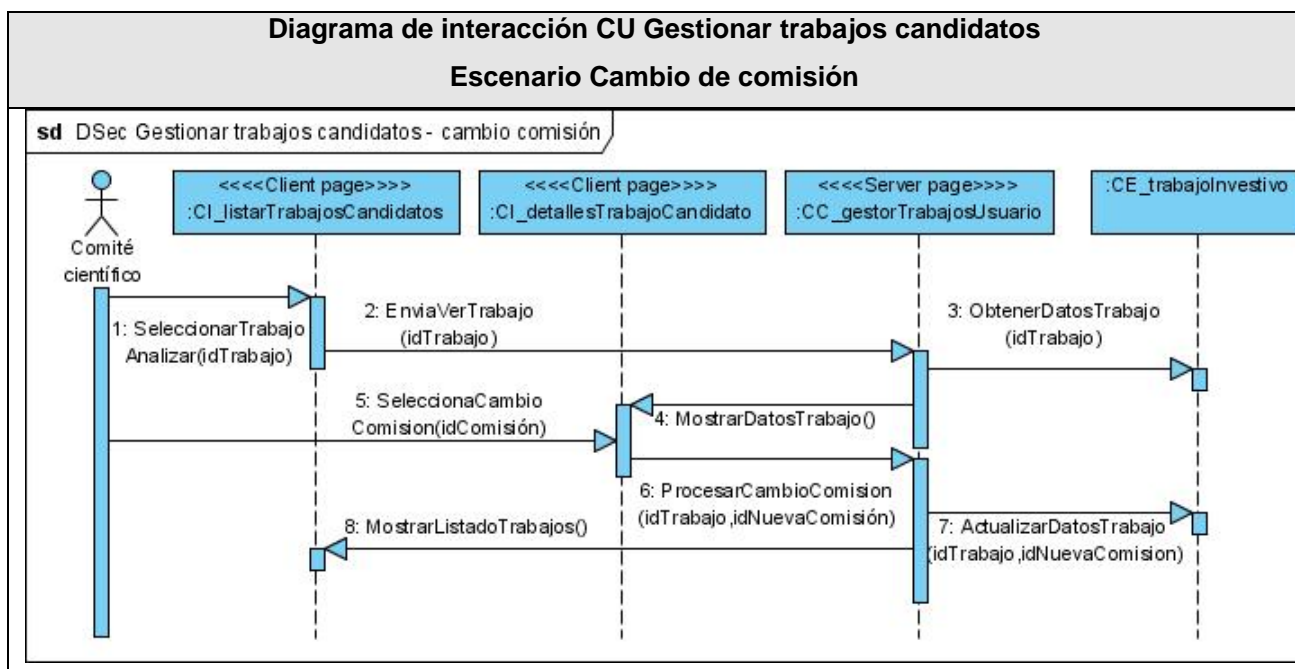 Diagrama de interacción CU Gestionar trabajos candidatos
Escenario Cambio de comisión
sd DSec Gestionar trabajos candidatos - cambio comisión
Comité
científico
<<<<Client page>>>>
:CI_listarTrabajosCandidatos
<<<<Client page>>>>
:CI_detallesTrabajoCandidato
<<<<Server page>>>>
:CC_gestorTrabajosUsuario
:CE_trabajoInvestivo
1: SeleccionarTrabajo
Analizar(idTrabajo)
2: EnviaVerTrabajo
(idTrabajo)
3: ObtenerDatosTrabajo
(idTrabajo)
4: MostrarDatosTrabajo()
5: SeleccionaCambio
Comision(idComisión)
6: ProcesarCambioComision
(idTrabajo,idNuevaComisión)
7: ActualizarDatosTrabajo
(idTrabajo,idNuevaComision)
8: MostrarListadoTrabajos()